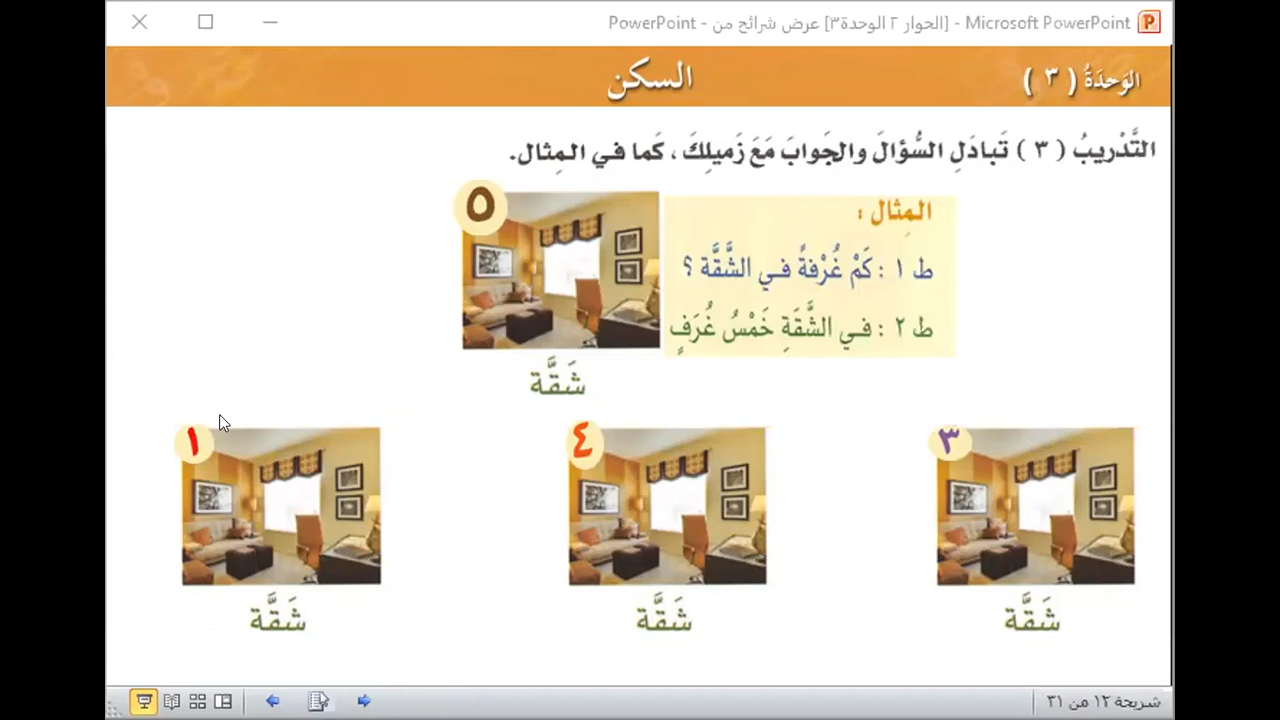 Microsoft PowerPoint - [الحوار ٢ الوحدة٣] عرض شرائح من - PowerPoint
الوَحدَةُ ( ٣ )
السكن
التَّدْريبُ ( ٣ ) تَبادَلِ السُّؤالَ والجَوابَ مَعَ زَميلِكَ ، كَما في المِثال.
المِثال :
ط ١ : كَمْ غُرْفةً في الشَّقَّة ؟
ط ٢ : في الشَّقَةِ خَمْسُ غُرَفٍ
٥
شَقَّة
٣
٤
١
شَقَّة
شَقَّة
شَقَّة
شريحة ١٢ من ٣١